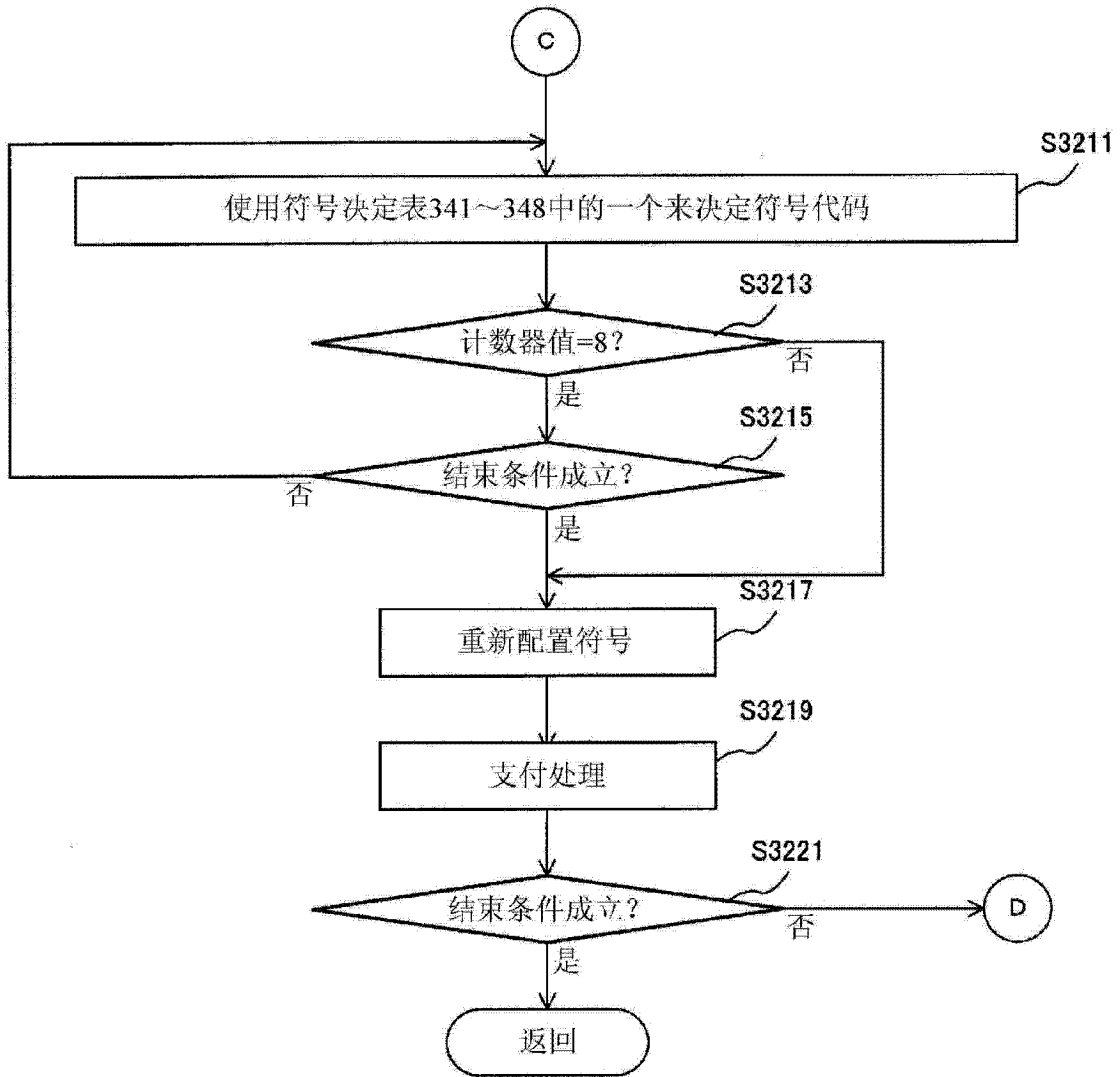 C
S3211
使用符号决定表341～348中的一个来决定符号代码
S3213
计数器值=8?
否
是
S3215
结束条件成立?
否
是
S3217
重新配置符号
S3219
支付处理
S3221
结束条件成立?
否
D
是
返回